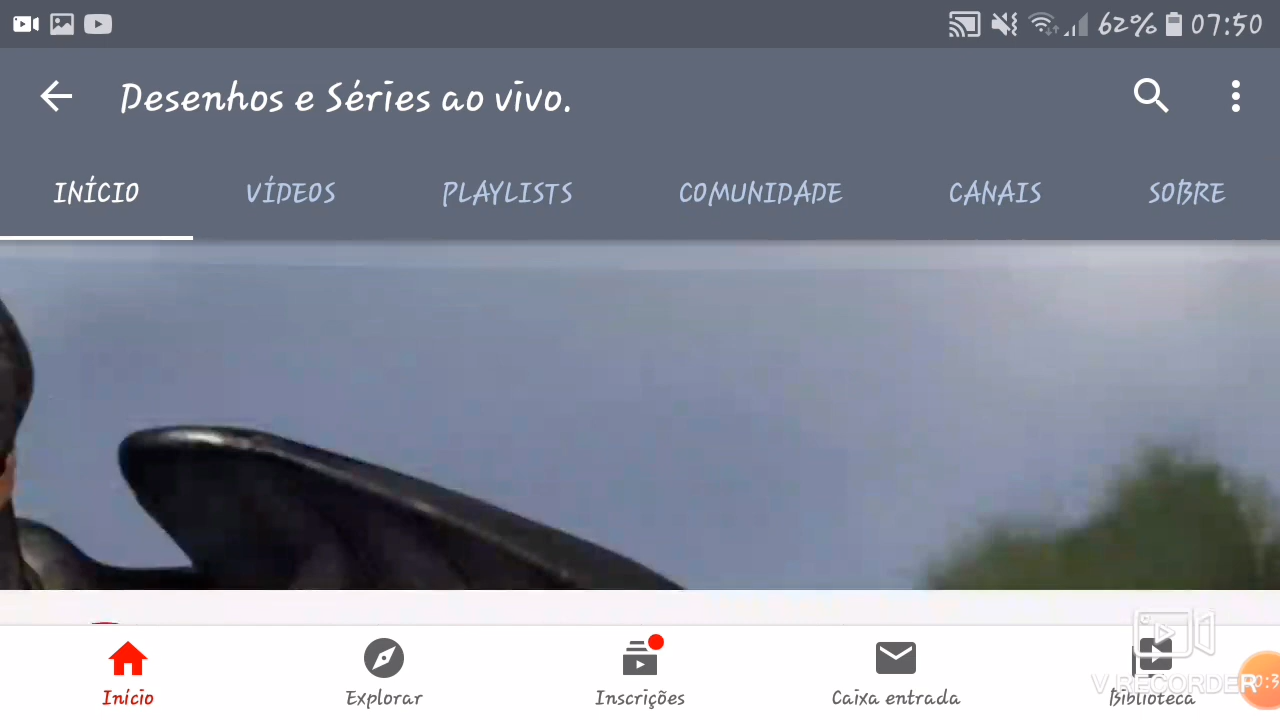 62% 07:50
Desenhos e Séries ao vivo.
INÍCIO VÍDEOS PLAYLISTS COMUNIDADE CANAIS SOBRE
Início Explorar Inscrições Caixa entrada Biblioteca
V RECORDER